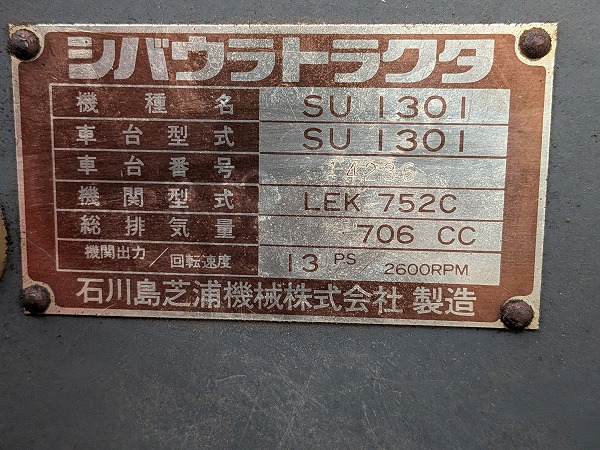 シバウラトラクタ
機種名 SU 1301
車台型式 SU 1301
車台番号 14236
機関型式 LEK 752C
総排気量 706 CC
機関出力/回転速度 13 PS 2600RPM
石川島芝浦機械株式会社 製造